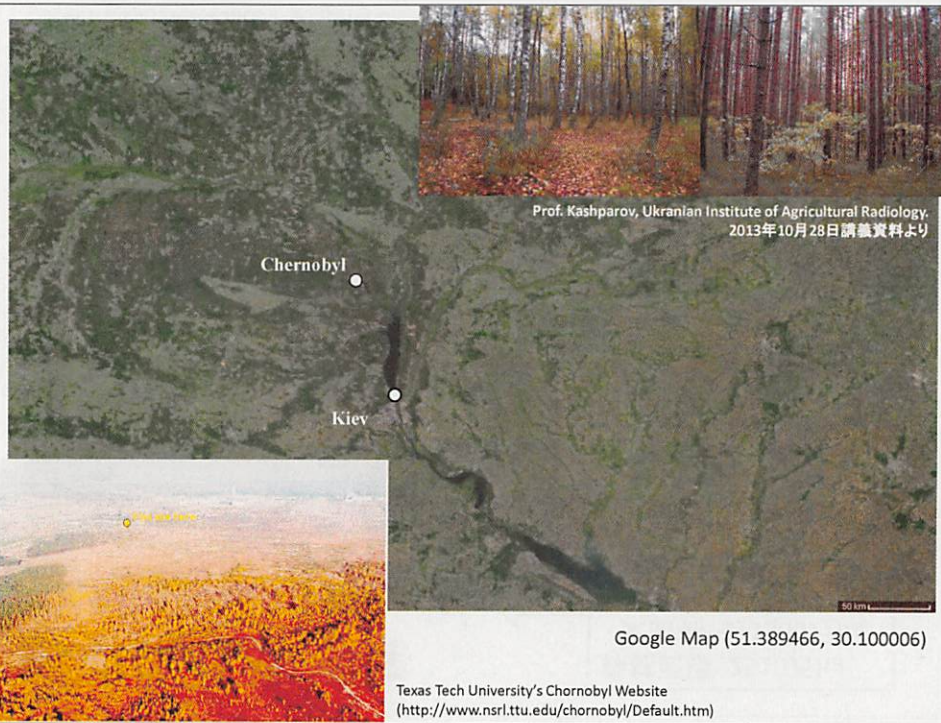 Prof. Kashparov, Ukranian Institute of Agricultural Radiology.
2013年10月28日講義資料より
Chernobyl
Kiev
50 km
Google Map (51.389466, 30.100006)
Texas Tech University's Chornobyl Website
(http://www.nsrl.ttu.edu/chornobyl/Default.htm)